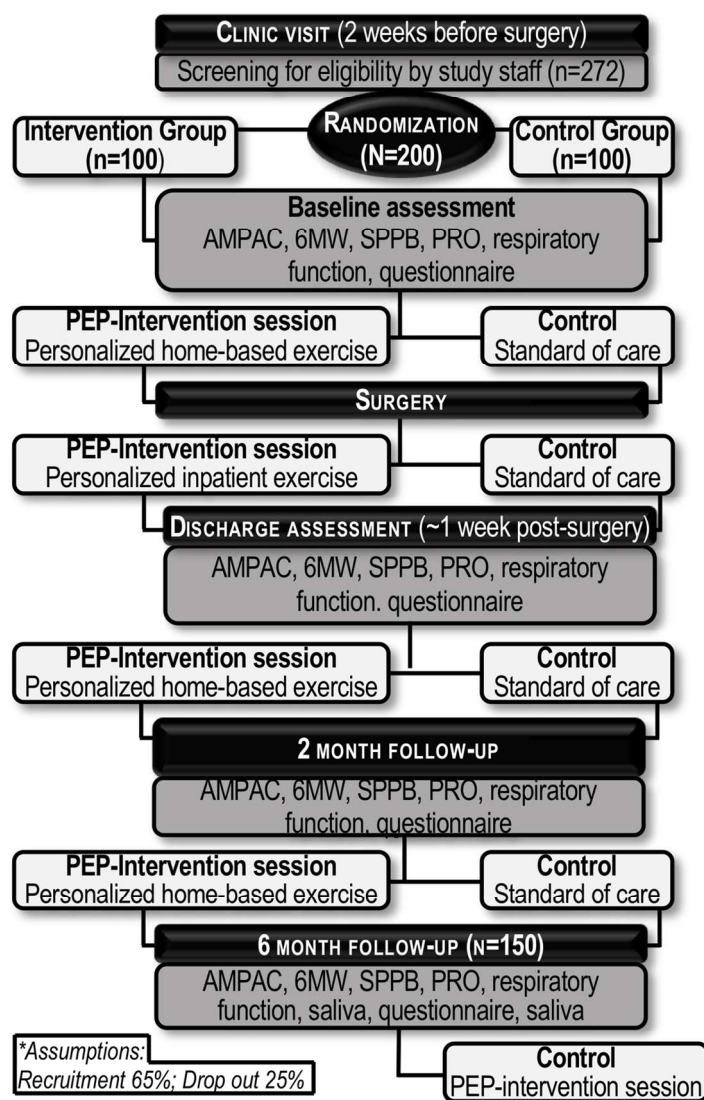 CLINIC VISIT (2 weeks before surgery)
Screening for eligibility by study staff (n=272)
RANDOMIZATION
(N=200)
Intervention Group
(n=100)
Control Group
(n=100)
Baseline assessment
AMPAC, 6MW, SPPB, PRO, respiratory
function, questionnaire
PEP-Intervention session
Personalized home-based exercise
Control
Standard of care
SURGERY
PEP-Intervention session
Personalized inpatient exercise
Control
Standard of care
DISCHARGE ASSESSMENT (~1 week post-surgery)
AMPAC, 6MW, SPPB, PRO, respiratory
function. questionnaire
PEP-Intervention session
Personalized home-based exercise
Control
Standard of care
2 MONTH FOLLOW-UP
AMPAC, 6MW, SPPB, PRO, respiratory
function, questionnaire
PEP-Intervention session
Personalized home-based exercise
Control
Standard of care
6 MONTH FOLLOW-UP (N=150)
AMPAC, 6MW, SPPB, PRO, respiratory
function, saliva, questionnaire, saliva
*Assumptions:
Recruitment 65%; Drop out 25%
Control
PEP-intervention session